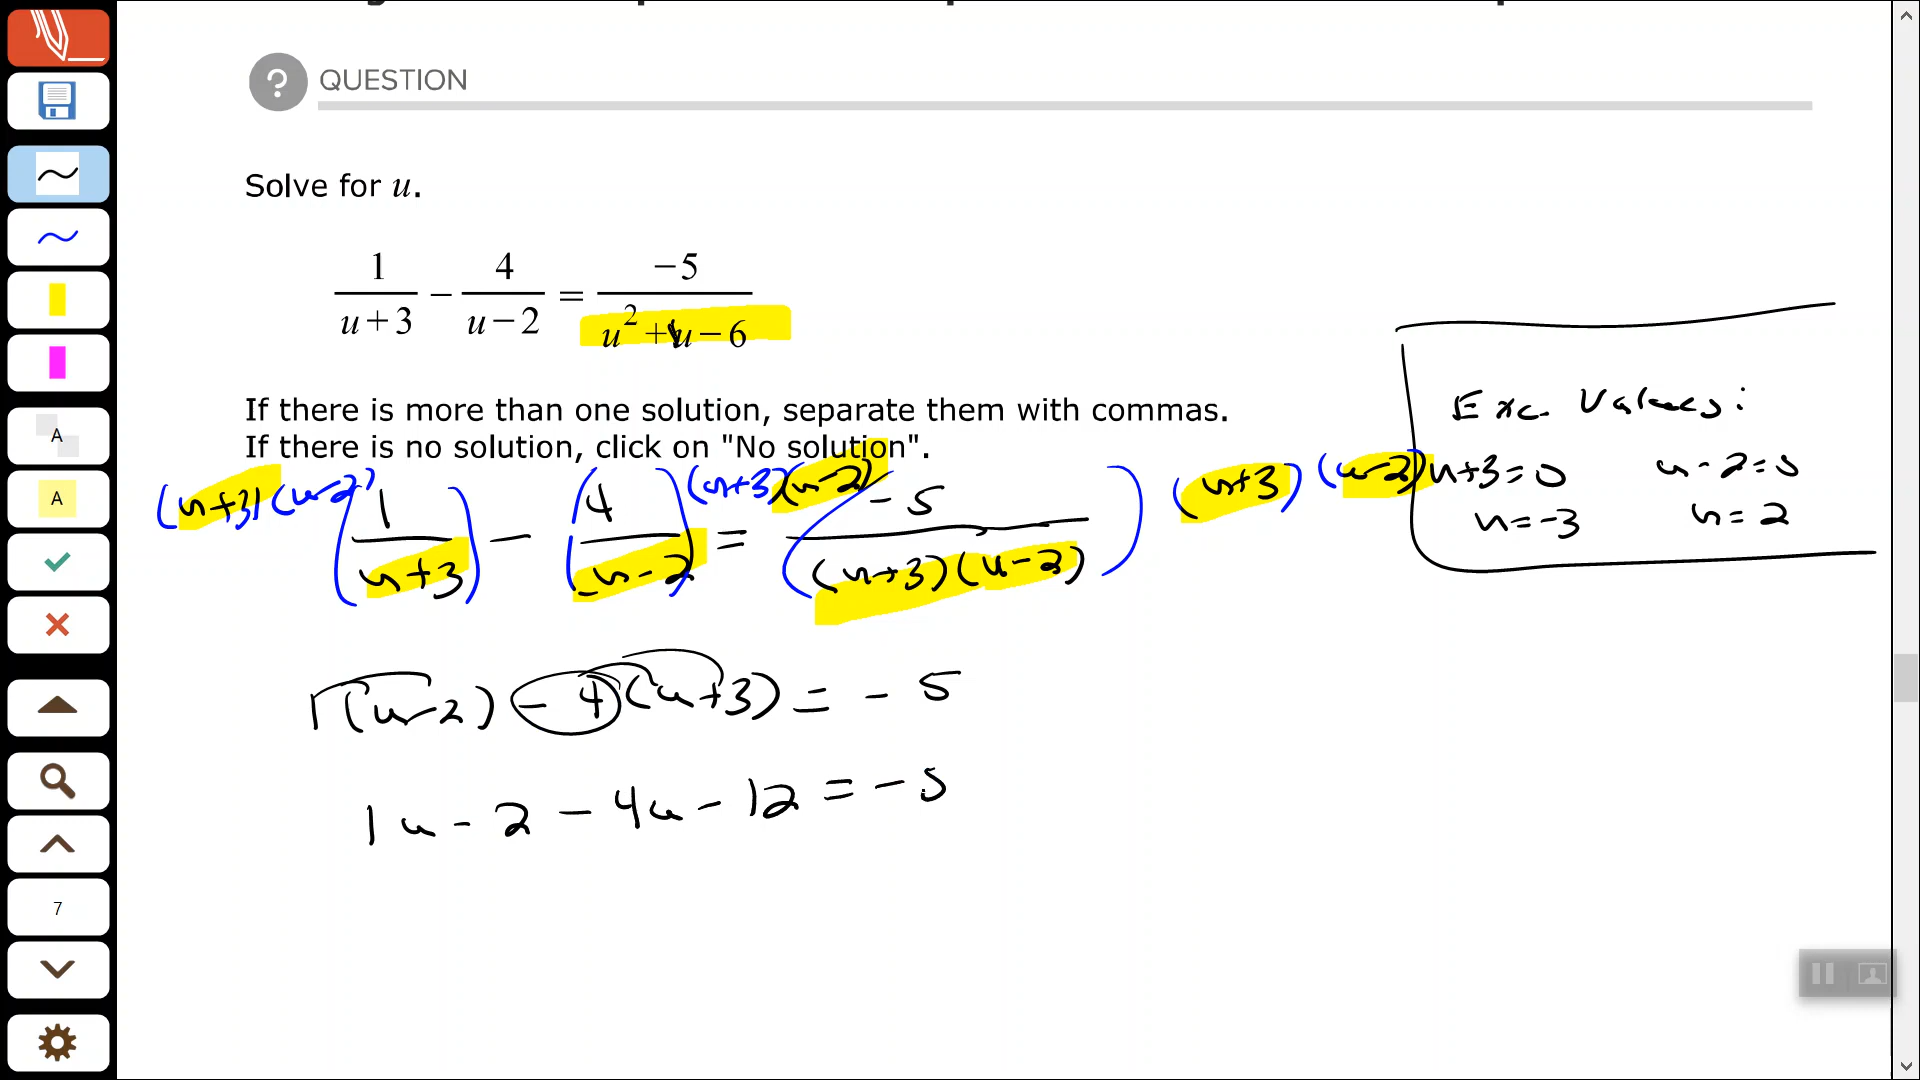 QUESTION
Solve for u.
1/(u+3) − 4/(u−2) = −5/(u²+u−6)
If there is more than one solution, separate them with commas.
If there is no solution, click on "No solution".
Exc. Values:
u+3=0 u-2=0
u=-3 u=2
(u+3)(u-2)(1/(u+3)) - (4/(u-2))(u+3)(u-2) = (-5/((u+3)(u-2)))(u+3)(u-2)
1(u-2) - 4(u+3) = -5
1u - 2 - 4u - 12 = -5
A
A
7